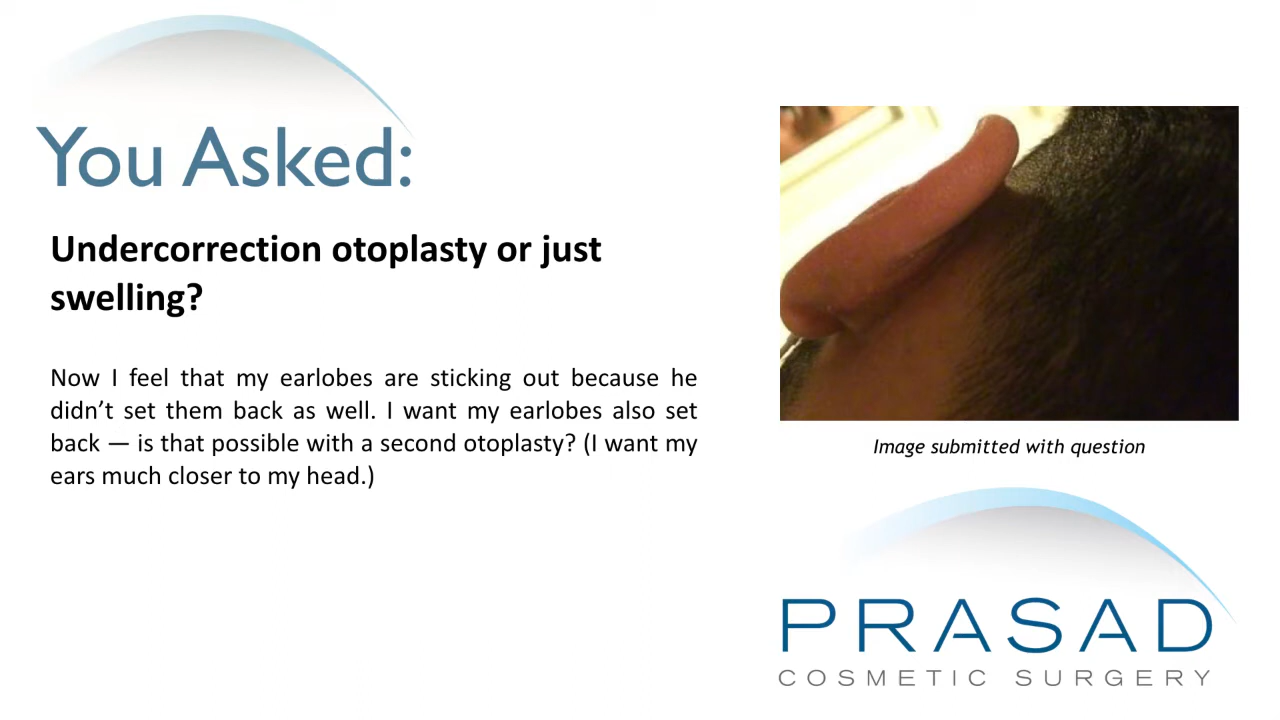 You Asked:
Undercorrection otoplasty or just
swelling?
Now I feel that my earlobes are sticking out because he
didn’t set them back as well. I want my earlobes also set
back — is that possible with a second otoplasty? (I want my
ears much closer to my head.)
Image submitted with question
PRASAD
COSMETIC SURGERY